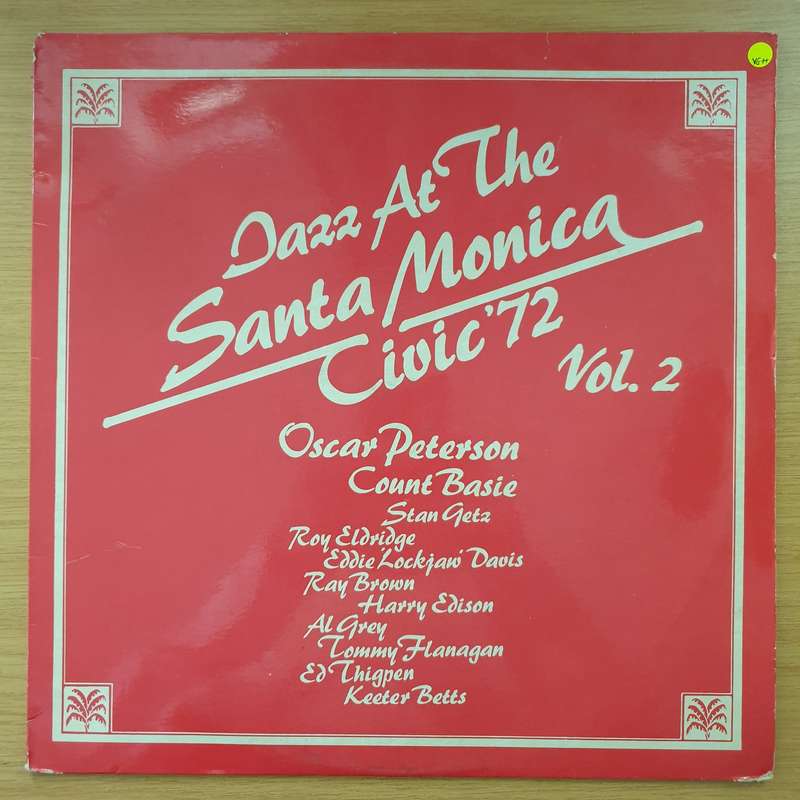 VG++
Jazz At The
Santa Monica
Civic '72
Vol. 2
Oscar Peterson
Count Basie
Stan Getz
Roy Eldridge
Eddie 'Lockjaw' Davis
Ray Brown
Harry Edison
Al Grey
Tommy Flanagan
Ed Thigpen
Keeter Betts